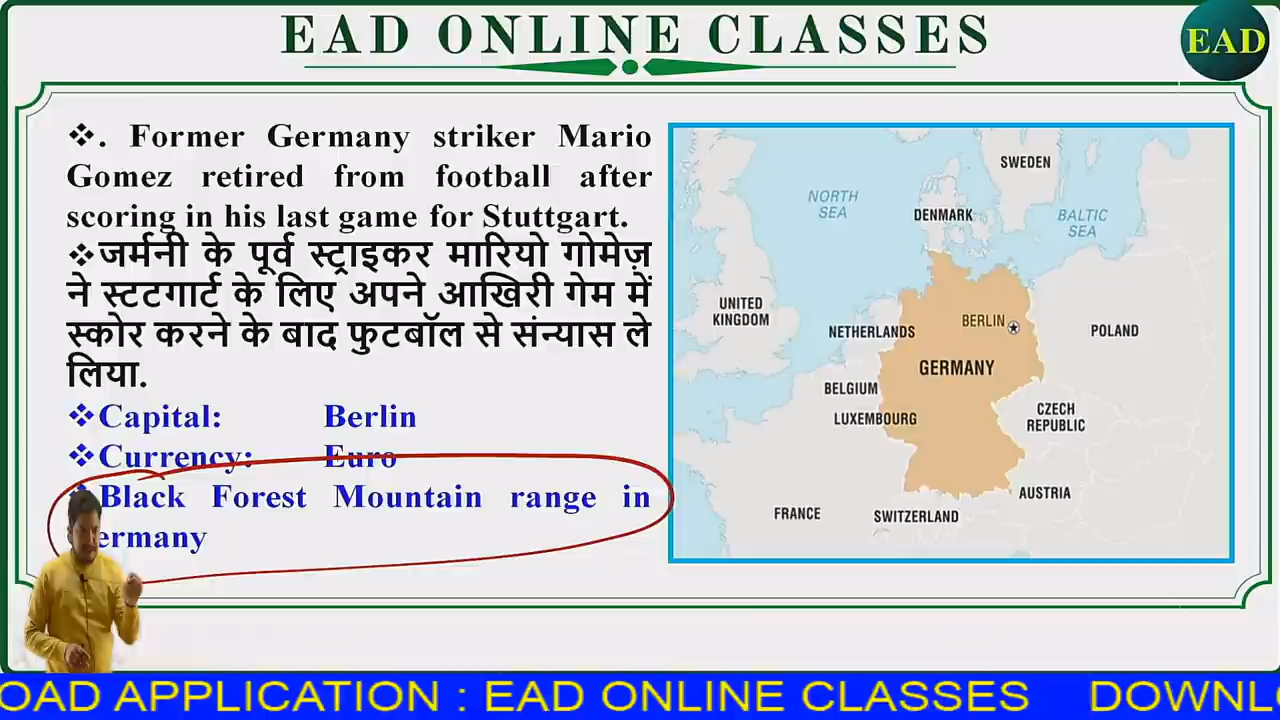 EAD ONLINE CLASSES
EAD
❖. Former Germany striker Mario
Gomez retired from football after
scoring in his last game for Stuttgart.
❖जर्मनी के पूर्व स्ट्राइकर मारियो गोमेज़
ने स्टटगार्ट के लिए अपने आखिरी गेम में
स्कोर करने के बाद फुटबॉल से संन्यास ले
लिया.
❖Capital: Berlin
❖Currency: Euro
Black Forest Mountain range in
ermany
SWEDEN
NORTH
SEA
DENMARK
BALTIC
SEA
UNITED
KINGDOM
BERLIN
NETHERLANDS
POLAND
GERMANY
BELGIUM
LUXEMBOURG
CZECH
REPUBLIC
AUSTRIA
FRANCE
SWITZERLAND
OAD APPLICATION : EAD ONLINE CLASSES DOWNL